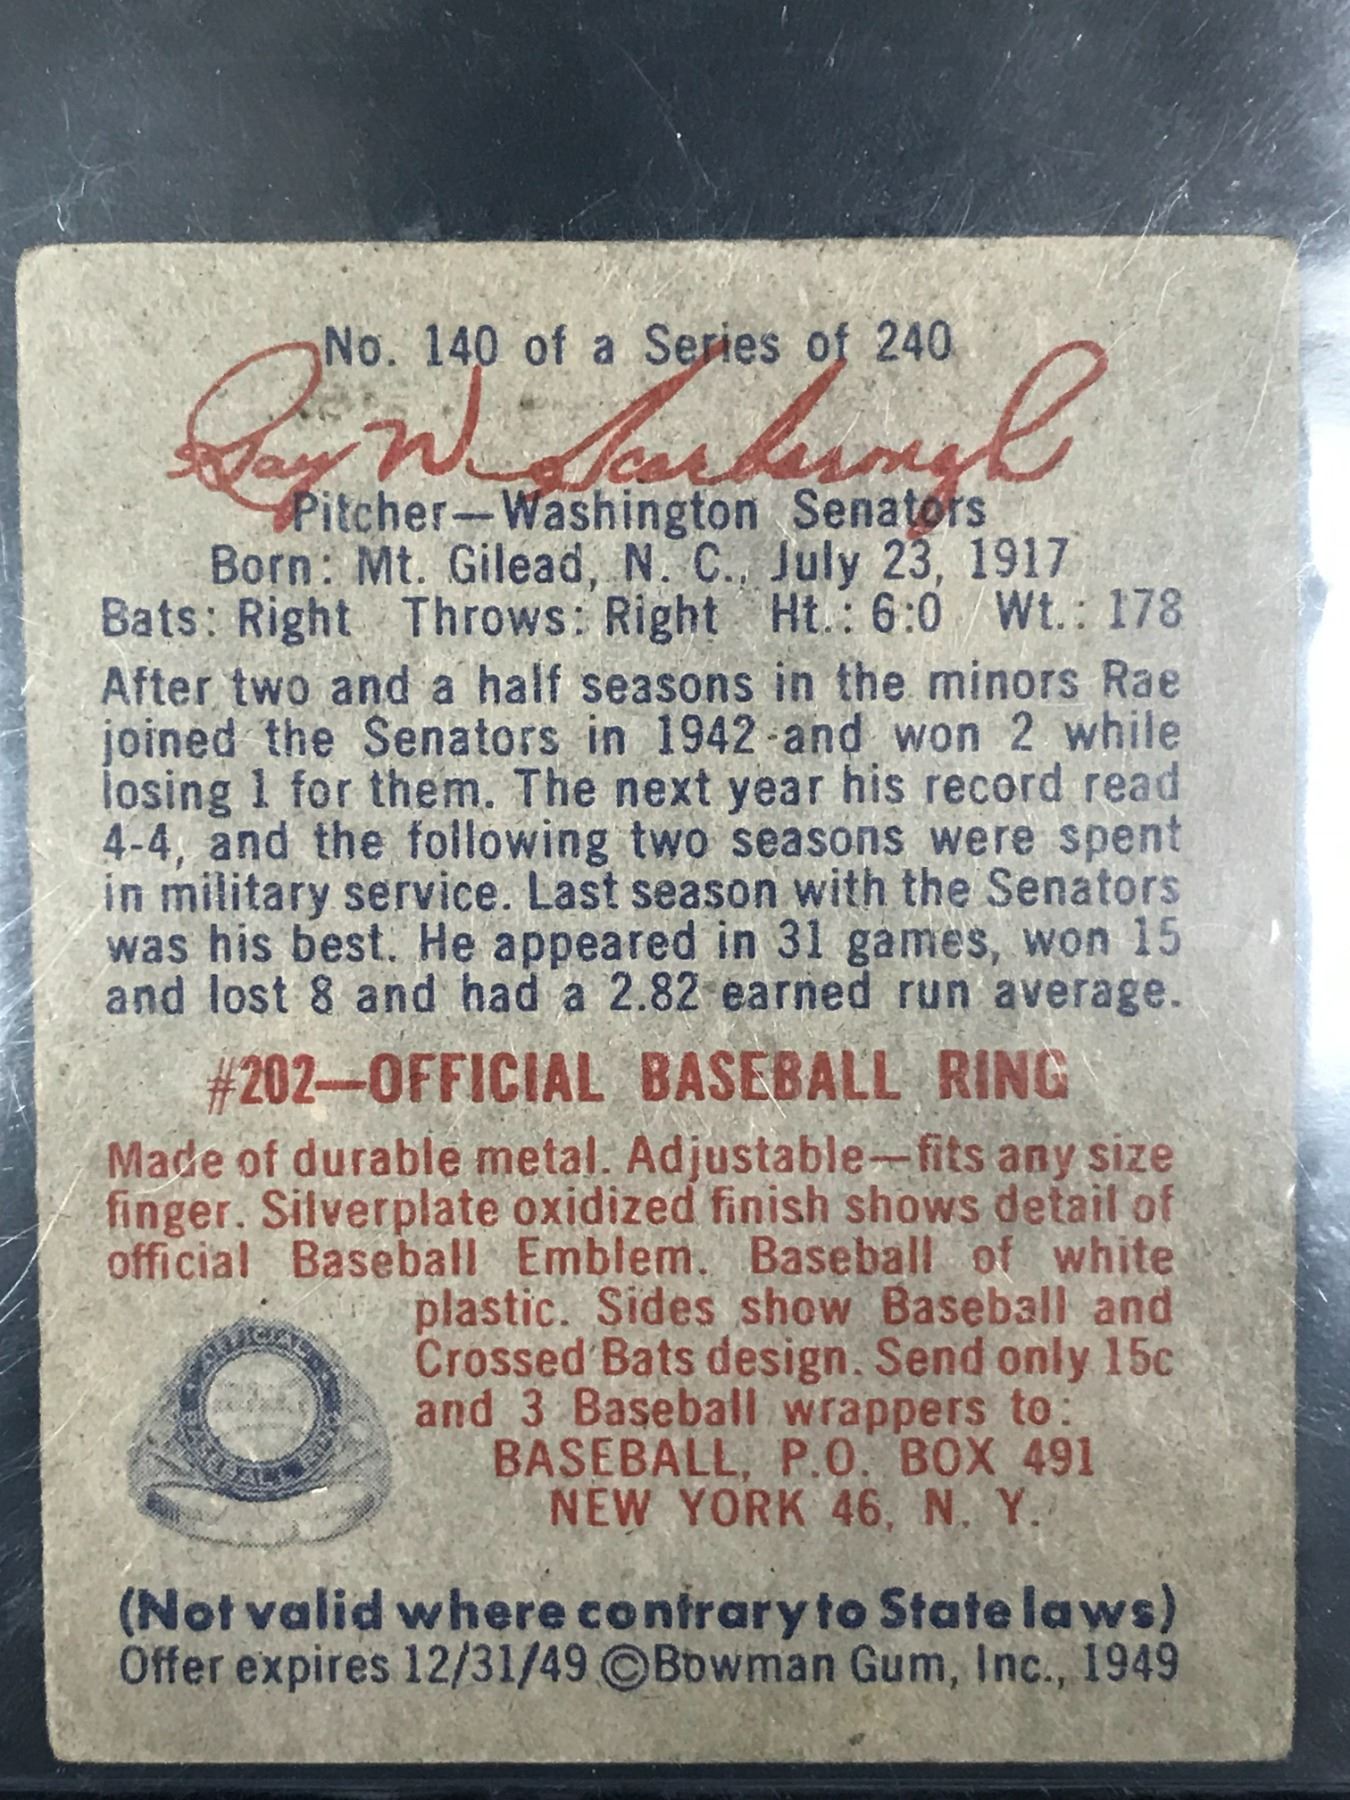 No. 140 of a Series of 240
Ray W. Scarborough
Pitcher—Washington Senators
Born: Mt. Gilead, N. C., July 23, 1917
Bats: Right Throws: Right Ht.: 6:0 Wt.: 178
After two and a half seasons in the minors Rae
joined the Senators in 1942 and won 2 while
losing 1 for them. The next year his record read
4-4, and the following two seasons were spent
in military service. Last season with the Senators
was his best. He appeared in 31 games, won 15
and lost 8 and had a 2.82 earned run average.
#202—OFFICIAL BASEBALL RING
Made of durable metal. Adjustable—fits any size
finger. Silverplate oxidized finish shows detail of
official Baseball Emblem. Baseball of white
plastic. Sides show Baseball and
Crossed Bats design. Send only 15c
and 3 Baseball wrappers to:
BASEBALL, P.O. BOX 491
NEW YORK 46, N. Y.
(Not valid where contrary to State laws)
Offer expires 12/31/49 ©Bowman Gum, Inc., 1949